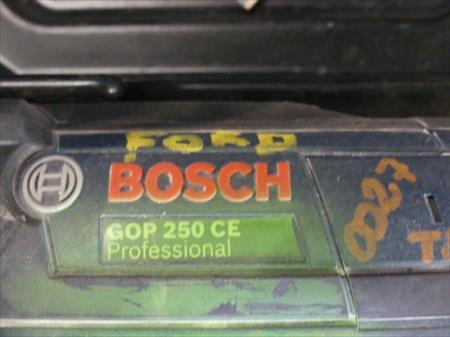 FORD
BOSCH
GOP 250 CE
Professional
0027